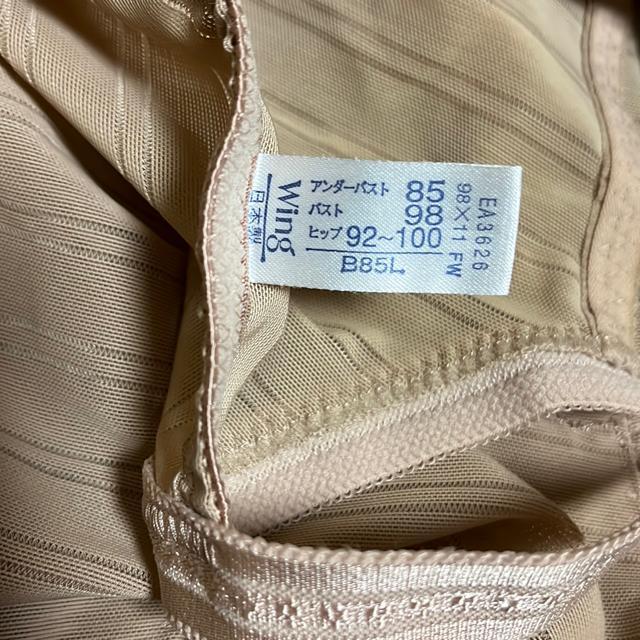 Wing
日本製
アンダーバスト 85
バスト 98
ヒップ 92~100
B85L
EA3626
98×11 FW